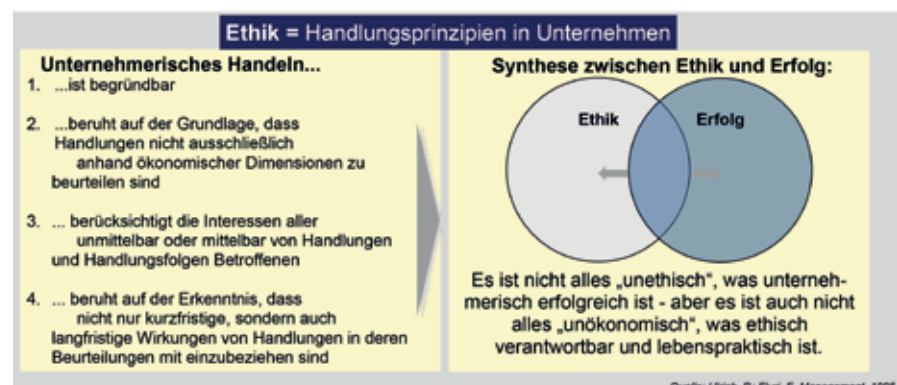 Ethik = Handlungsprinzipien in Unternehmen
Unternehmerisches Handeln...
1. ...ist begründbar
2. ...beruht auf der Grundlage, dass
Handlungen nicht ausschließlich
anhand ökonomischer Dimensionen zu
beurteilen sind
3. ... berücksichtigt die Interessen aller
unmittelbar oder mittelbar von Handlungen
und Handlungsfolgen Betroffenen
4. ... beruht auf der Erkenntnis, dass
nicht nur kurzfristige, sondern auch
langfristige Wirkungen von Handlungen in deren
Beurteilungen mit einzubeziehen sind
Synthese zwischen Ethik und Erfolg:
Ethik
Erfolg
Es ist nicht alles „unethisch", was unterneh-
merisch erfolgreich ist - aber es ist auch nicht
alles „unökonomisch", was ethisch
verantwortbar und lebenspraktisch ist.